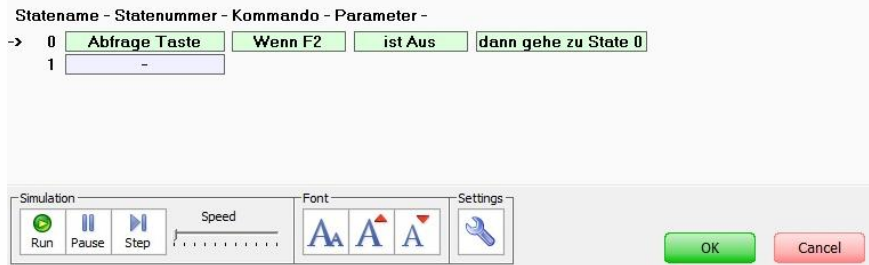 Statename - Statenummer - Kommando - Parameter -
-> 0 Abfrage Taste Wenn F2 ist Aus dann gehe zu State 0
1 -
Simulation Font Settings
Speed
Run Pause Step
OK Cancel